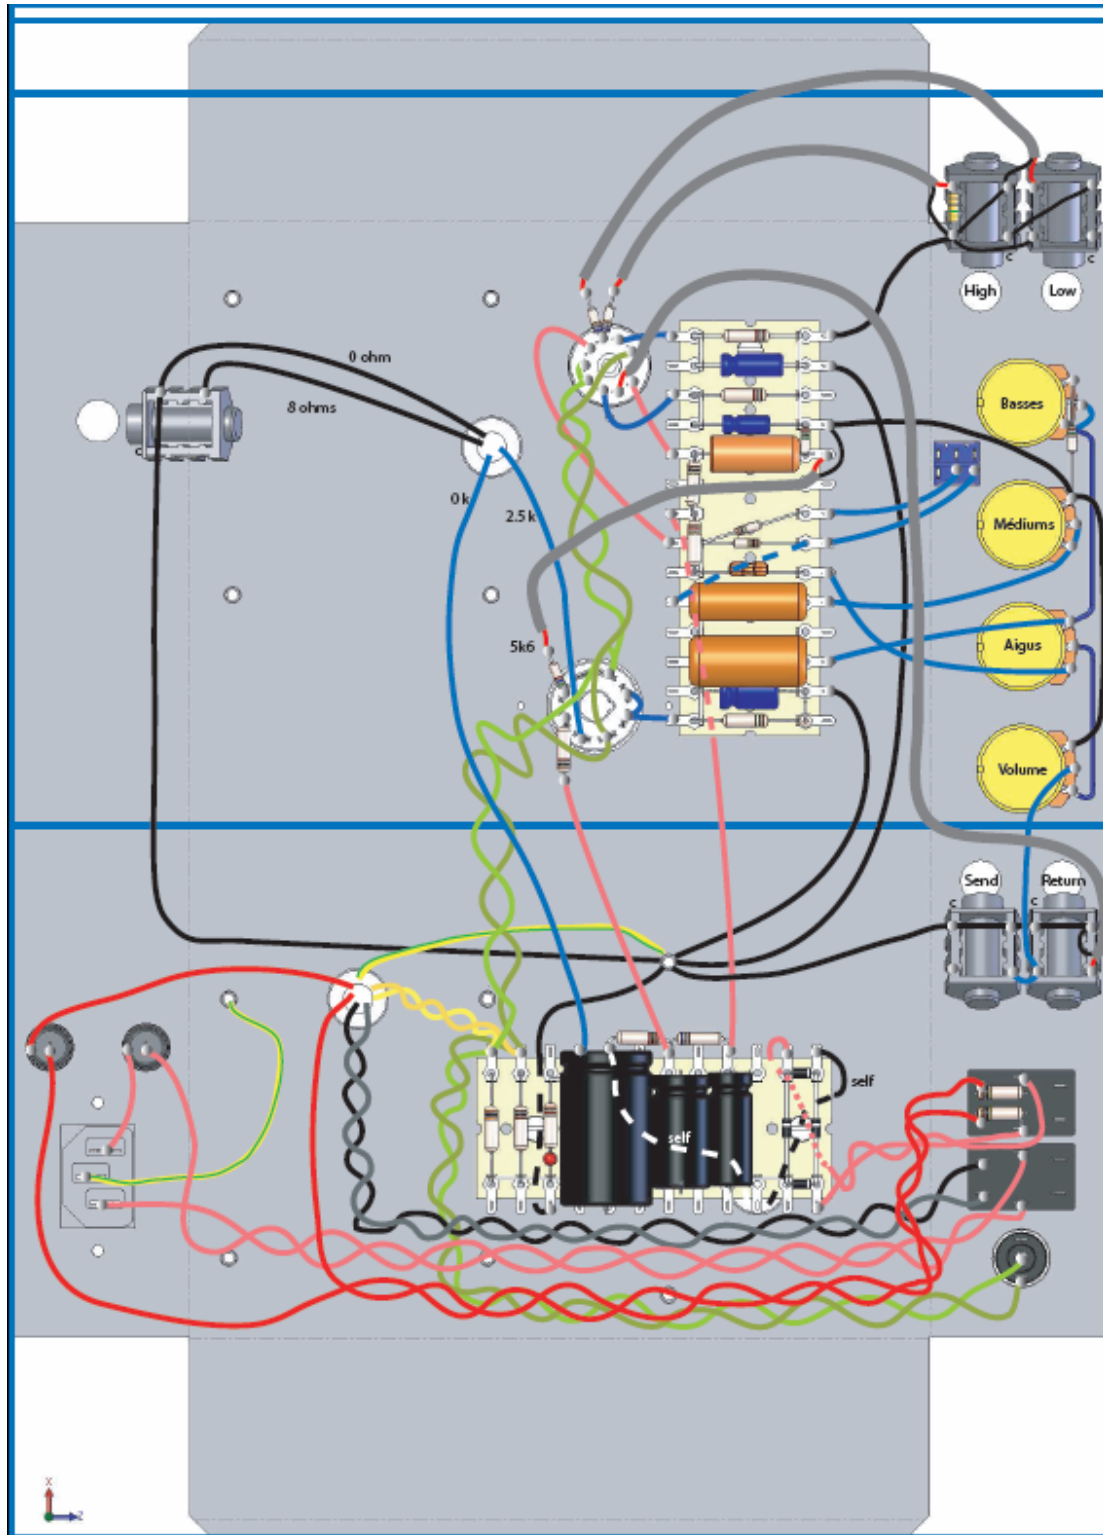 High
Low
c
c
0 ohm
8 ohms
c
Basses
0 k
2.5 k
Médiums
5k6
Aigus
Volume
Send
Return
c
c
self
self
X
Z